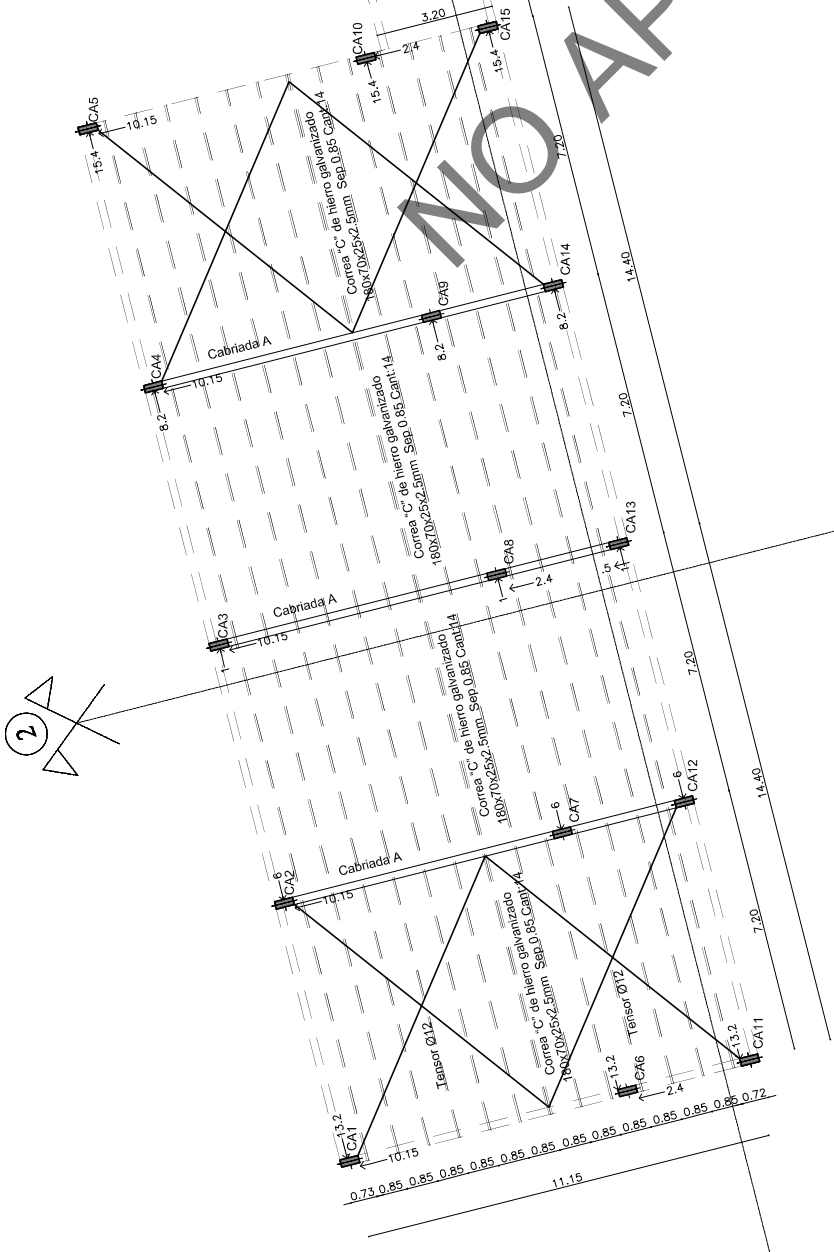 3.20
CA15
15.4
CA10
2.4
15.4
CA5
10.15
15.4
NO AP
7.20
Correa “C” de hierro galvanizado
180x70x25x2.5mm Sep 0.85 Cant:14
14.40
CA14
8.2
CA9
8.2
Cabriada A
CA4
10.15
8.2
7.20
Correa “C” de hierro galvanizado
180x70x25x2.5mm Sep 0.85 Cant:14
CA13
.5
1
CA8
1
2.4
Cabriada A
CA3
10.15
1
2
7.20
Correa “C” de hierro galvanizado
180x70x25x2.5mm Sep 0.85 Cant:14
14.40
6
CA12
6
CA7
Cabriada A
6
CA2
10.15
7.20
Correa “C” de hierro galvanizado
180x70x25x2.5mm Sep 0.85 Cant:14
Tensor Ø12
Tensor Ø12
13.2
CA11
13.2
CA6
2.4
13.2
CA1
10.15
0.73 0.85 0.85 0.85 0.85 0.85 0.85 0.85 0.85 0.85 0.85 0.85 0.85 0.72
11.15